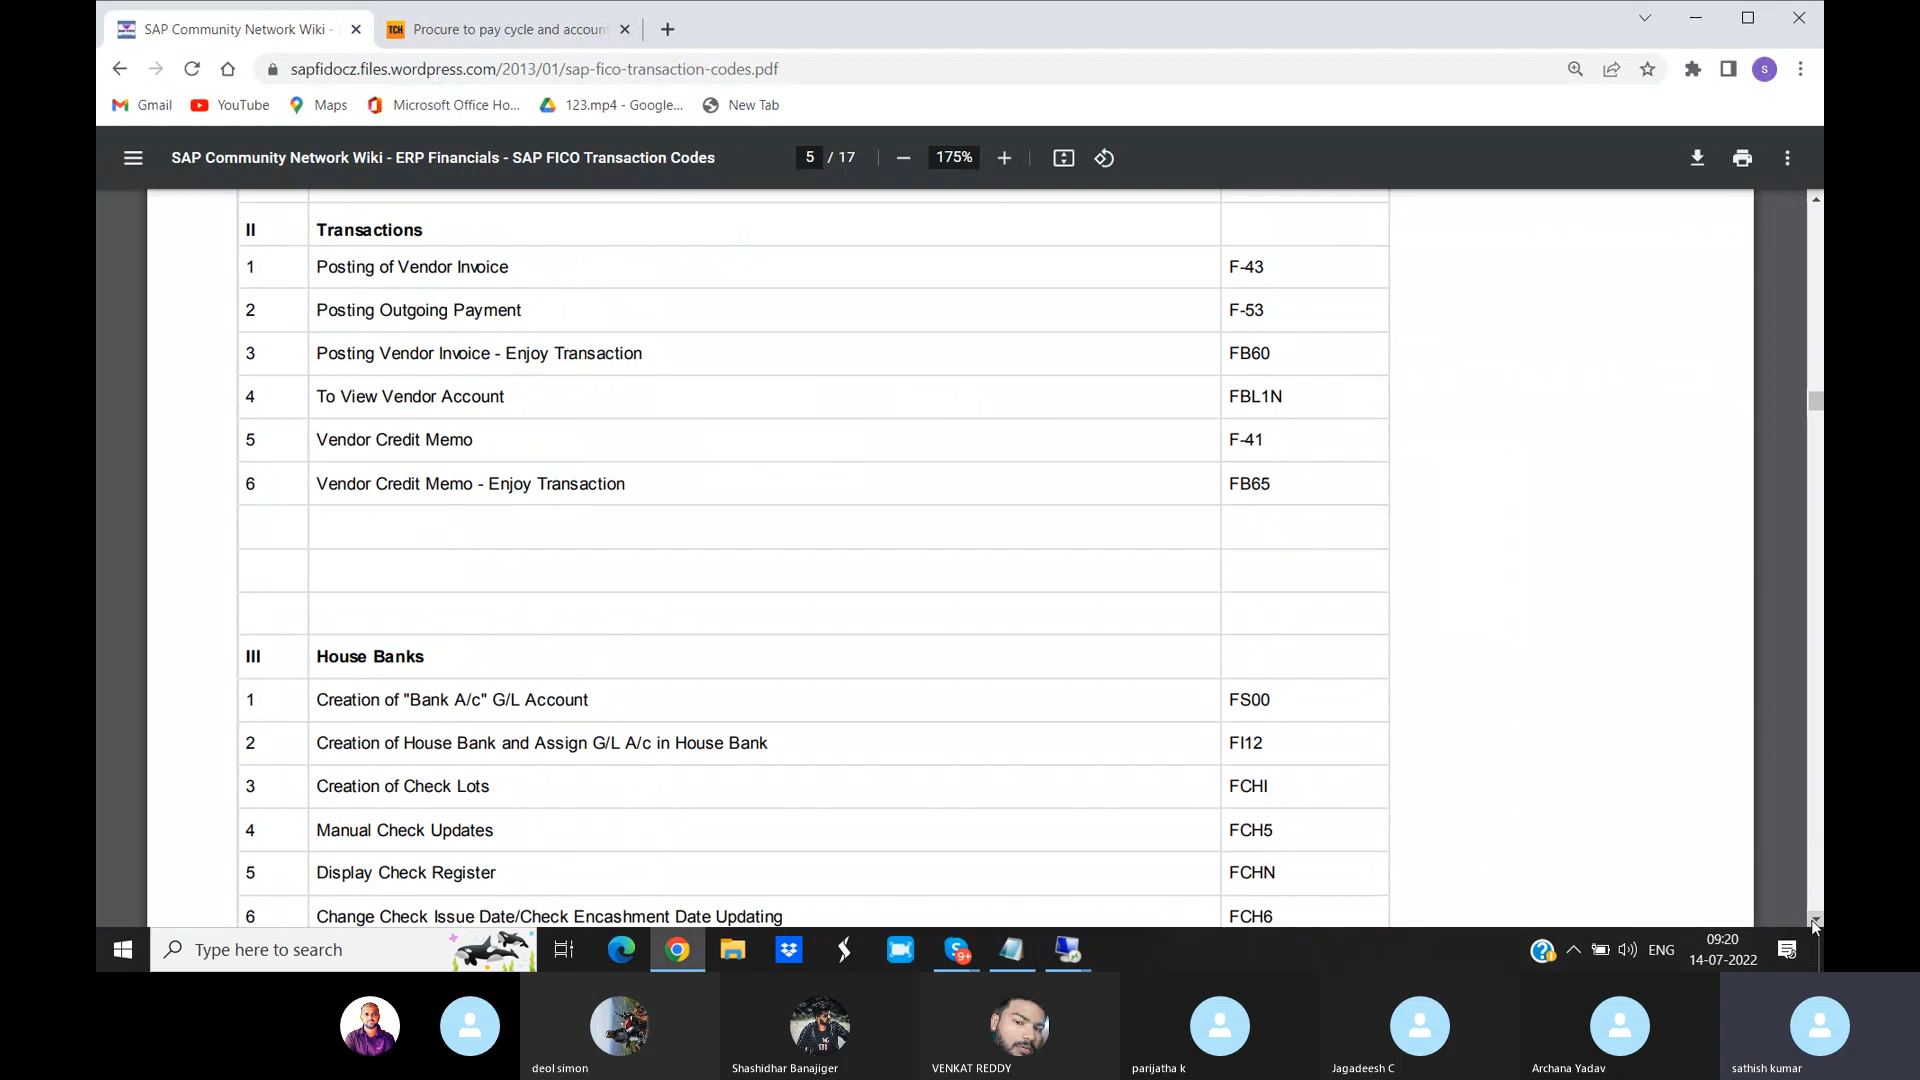 SAP Community Network Wiki -
TCH Procure to pay cycle and accoun
sapfidocz.files.wordpress.com/2013/01/sap-fico-transaction-codes.pdf
S
Gmail YouTube Maps Microsoft Office Ho... 123.mp4 - Google... New Tab
SAP Community Network Wiki - ERP Financials - SAP FICO Transaction Codes 5 / 17 175%
II Transactions
1 Posting of Vendor Invoice F-43
2 Posting Outgoing Payment F-53
3 Posting Vendor Invoice - Enjoy Transaction FB60
4 To View Vendor Account FBL1N
5 Vendor Credit Memo F-41
6 Vendor Credit Memo - Enjoy Transaction FB65
III House Banks
1 Creation of "Bank A/c" G/L Account FS00
2 Creation of House Bank and Assign G/L A/c in House Bank FI12
3 Creation of Check Lots FCHI
4 Manual Check Updates FCH5
5 Display Check Register FCHN
6 Change Check Issue Date/Check Encashment Date Updating FCH6
Type here to search
9+
ENG
09:20
14-07-2022
deol simon Shashidhar Banajiger VENKAT REDDY parijatha k Jagadeesh C Archana Yadav sathish kumar